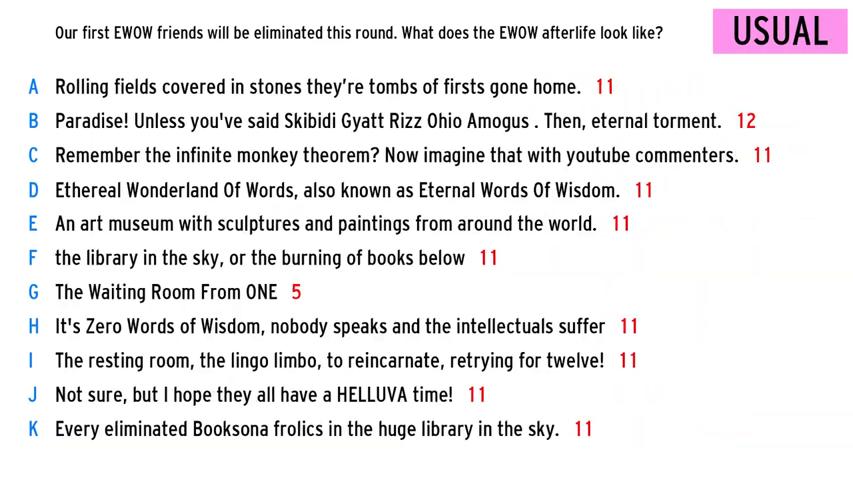 Our first EWOW friends will be eliminated this round. What does the EWOW afterlife look like?
USUAL
A Rolling fields covered in stones they’re tombs of firsts gone home. 11
B Paradise! Unless you've said Skibidi Gyatt Rizz Ohio Amogus . Then, eternal torment. 12
C Remember the infinite monkey theorem? Now imagine that with youtube commenters. 11
D Ethereal Wonderland Of Words, also known as Eternal Words Of Wisdom. 11
E An art museum with sculptures and paintings from around the world. 11
F the library in the sky, or the burning of books below 11
G The Waiting Room From ONE 5
H It's Zero Words of Wisdom, nobody speaks and the intellectuals suffer 11
I The resting room, the lingo limbo, to reincarnate, retrying for twelve! 11
J Not sure, but I hope they all have a HELLUVA time! 11
K Every eliminated Booksona frolics in the huge library in the sky. 11